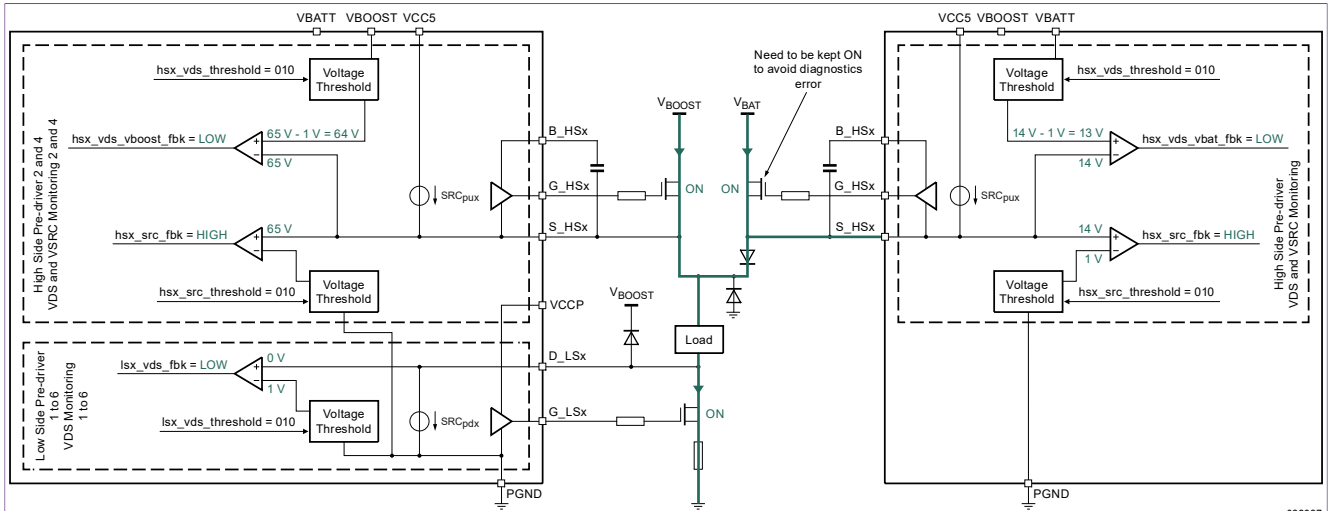 VBATT VBOOST VCC5
VCC5 VBOOST VBATT
High Side Pre-driver 2 and 4
VDS and VSRC Monitoring 2 and 4
hsx_vds_threshold = 010
Voltage
Threshold
hsx_vds_vboost_fbk = LOW
65 V - 1 V = 64 V
+
−
65 V
SRCpux
hsx_src_fbk = HIGH
65 V
+
−
hsx_src_threshold = 010
Voltage
Threshold
B_HSx
G_HSx
S_HSx
VCCP
D_LSx
G_LSx
PGND
Low Side Pre-driver
1 to 6
VDS Monitoring
1 to 6
lsx_vds_fbk = LOW
0 V
+
−
1 V
lsx_vds_threshold = 010
Voltage
Threshold
SRCpdx
Need to be kept ON
to avoid diagnostics
error
VBOOST
VBAT
ON
ON
VBOOST
Load
ON
B_HSx
G_HSx
S_HSx
SRCpux
Voltage
Threshold
hsx_vds_threshold = 010
14 V - 1 V = 13 V
+
−
14 V
hsx_vds_vbat_fbk = LOW
14 V
+
−
1 V
hsx_src_fbk = HIGH
Voltage
Threshold
hsx_src_threshold = 010
High Side Pre-driver
VDS and VSRC Monitoring
PGND